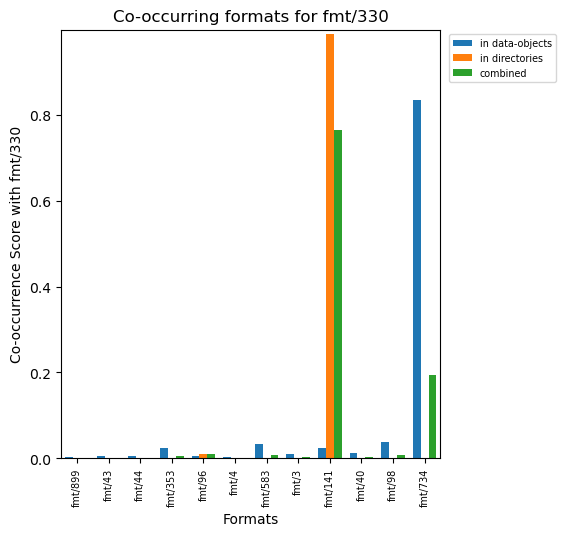 Co-occurring formats for fmt/330
in data-objects
in directories
combined
Co-occurrence Score with fmt/330
0.8
0.6
0.4
0.2
0.0
fmt/899
fmt/43
fmt/44
fmt/353
fmt/96
fmt/4
fmt/583
fmt/3
fmt/141
fmt/40
fmt/98
fmt/734
Formats